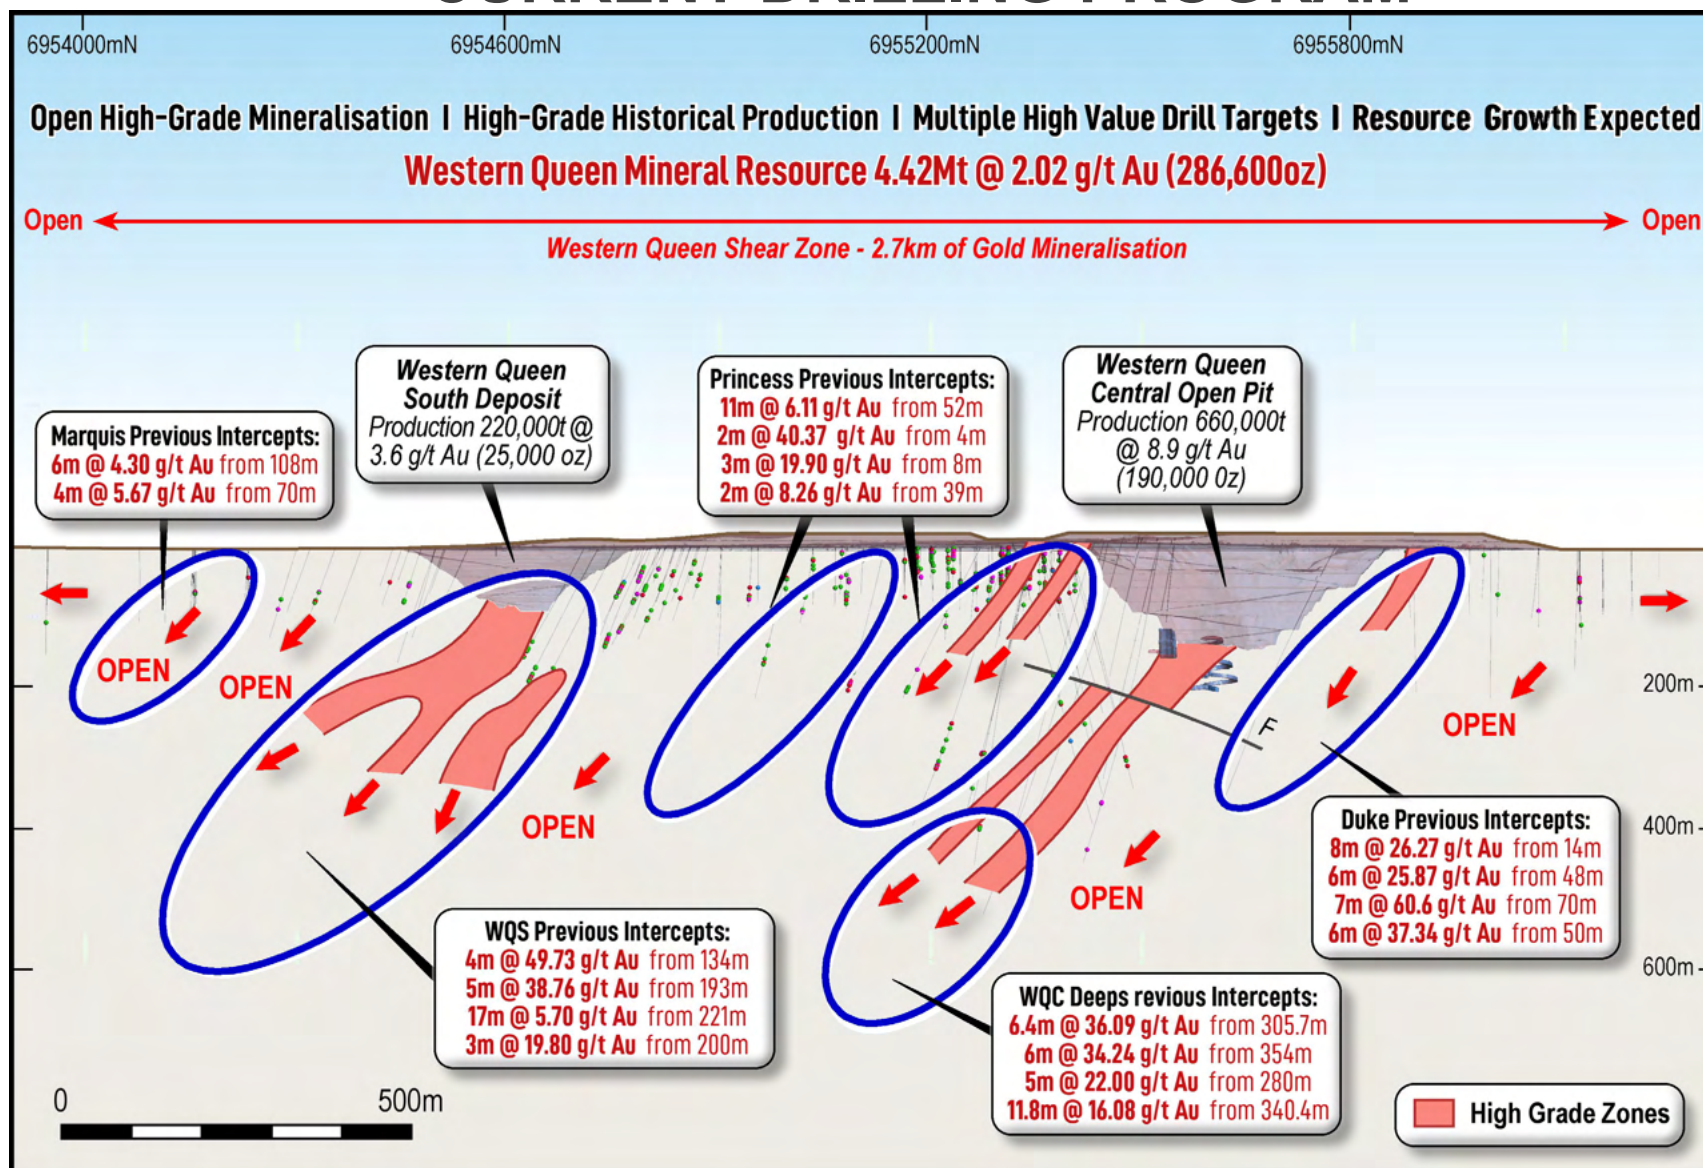 CURRENT DRILLING PROGRAM
6954000mN
6954600mN
6955200mN
6955800mN
Open High-Grade Mineralisation I High-Grade Historical Production I Multiple High Value Drill Targets I Resource Growth Expected
Western Queen Mineral Resource 4.42Mt @ 2.02 g/t Au (286,600oz)
Open
Open
Western Queen Shear Zone - 2.7km of Gold Mineralisation
Marquis Previous Intercepts:
6m @ 4.30 g/t Au from 108m
4m @ 5.67 g/t Au from 70m
Western Queen
South Deposit
Production 220,000t @
3.6 g/t Au (25,000 oz)
Princess Previous Intercepts:
11m @ 6.11 g/t Au from 52m
2m @ 40.37 g/t Au from 4m
3m @ 19.90 g/t Au from 8m
2m @ 8.26 g/t Au from 39m
Western Queen
Central Open Pit
Production 660,000t
@ 8.9 g/t Au
(190,000 0z)
OPEN
OPEN
OPEN
OPEN
OPEN
F
200m
400m
600m
Duke Previous Intercepts:
8m @ 26.27 g/t Au from 14m
6m @ 25.87 g/t Au from 48m
7m @ 60.6 g/t Au from 70m
6m @ 37.34 g/t Au from 50m
WQS Previous Intercepts:
4m @ 49.73 g/t Au from 134m
5m @ 38.76 g/t Au from 193m
17m @ 5.70 g/t Au from 221m
3m @ 19.80 g/t Au from 200m
WQC Deeps revious Intercepts:
6.4m @ 36.09 g/t Au from 305.7m
6m @ 34.24 g/t Au from 354m
5m @ 22.00 g/t Au from 280m
11.8m @ 16.08 g/t Au from 340.4m
0
500m
High Grade Zones